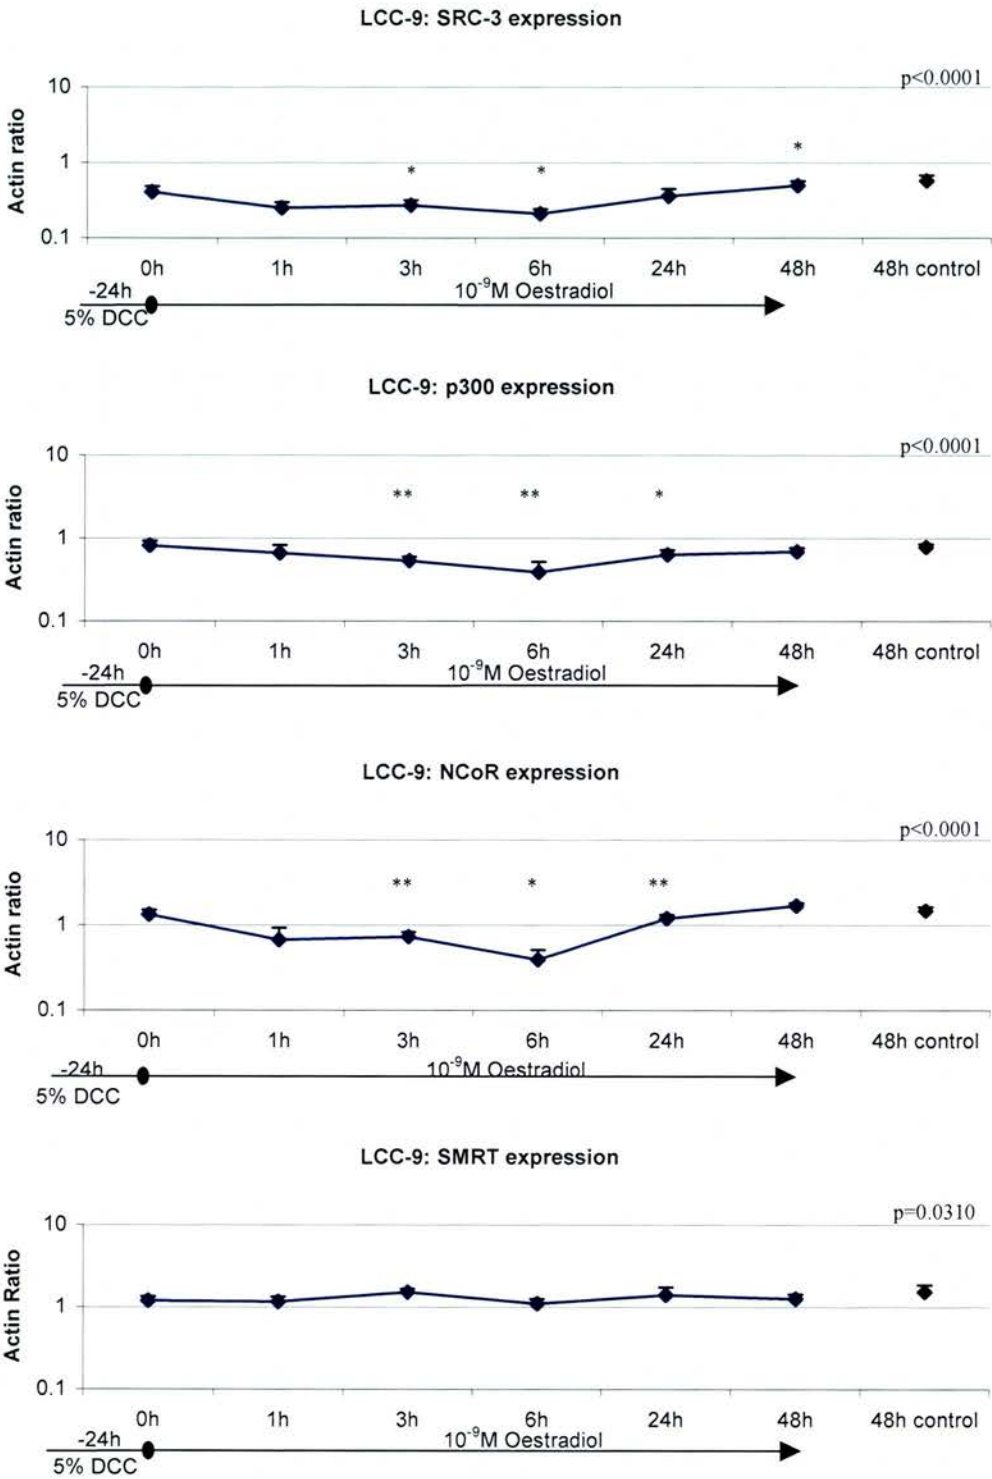 LCC-9: SRC-3 expression
p<0.0001
Actin ratio
10
1
0.1
* * *
0h 1h 3h 6h 24h 48h 48h control
-24h 10⁻⁹M Oestradiol
5% DCC
LCC-9: p300 expression
p<0.0001
Actin ratio
10
1
0.1
** ** *
0h 1h 3h 6h 24h 48h 48h control
-24h 10⁻⁹M Oestradiol
5% DCC
LCC-9: NCoR expression
p<0.0001
Actin ratio
10
1
0.1
** * **
0h 1h 3h 6h 24h 48h 48h control
-24h 10⁻⁹M Oestradiol
5% DCC
LCC-9: SMRT expression
p=0.0310
Actin Ratio
10
1
0.1
0h 1h 3h 6h 24h 48h 48h control
-24h 10⁻⁹M Oestradiol
5% DCC